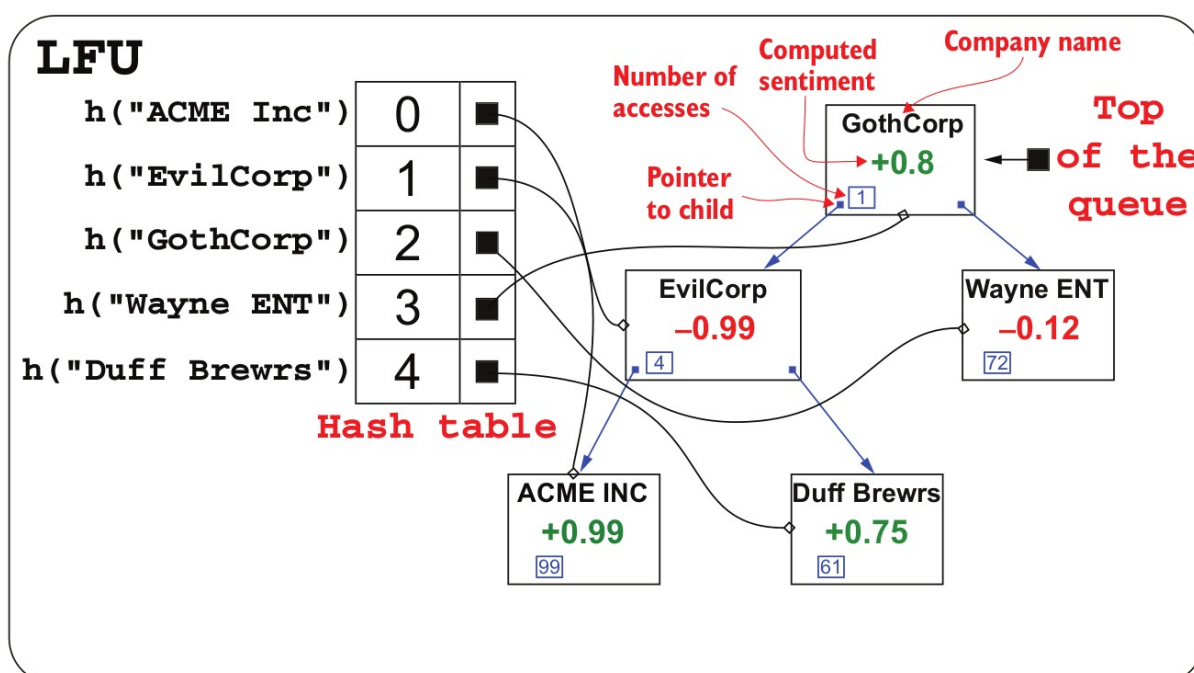 LFU
h("ACME Inc")
0
h("EvilCorp")
1
h("GothCorp")
2
h("Wayne ENT")
3
h("Duff Brewrs")
4
Hash table
Number of
accesses
Computed
sentiment
Company name
Pointer
to child
GothCorp
+0.8
1
Top
of the
queue
EvilCorp
–0.99
4
Wayne ENT
–0.12
72
ACME INC
+0.99
99
Duff Brewrs
+0.75
61